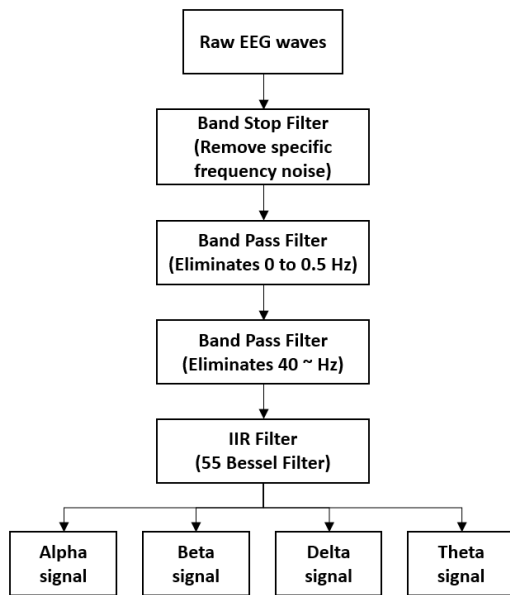 Raw EEG waves
Band Stop Filter
(Remove specific
frequency noise)
Band Pass Filter
(Eliminates 0 to 0.5 Hz)
Band Pass Filter
(Eliminates 40 ~ Hz)
IIR Filter
(55 Bessel Filter)
Alpha
signal
Beta
signal
Delta
signal
Theta
signal